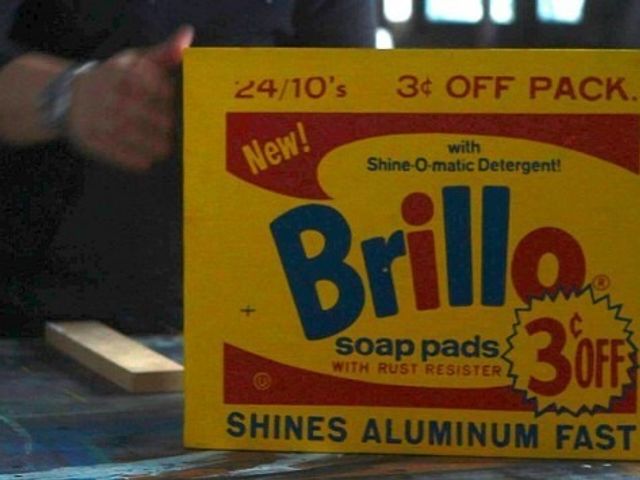 24/10's 3¢ OFF PACK.
New!
with
Shine-O-matic Detergent!
Brillo®
soap pads
WITH RUST RESISTER
3¢ OFF
SHINES ALUMINUM FAST